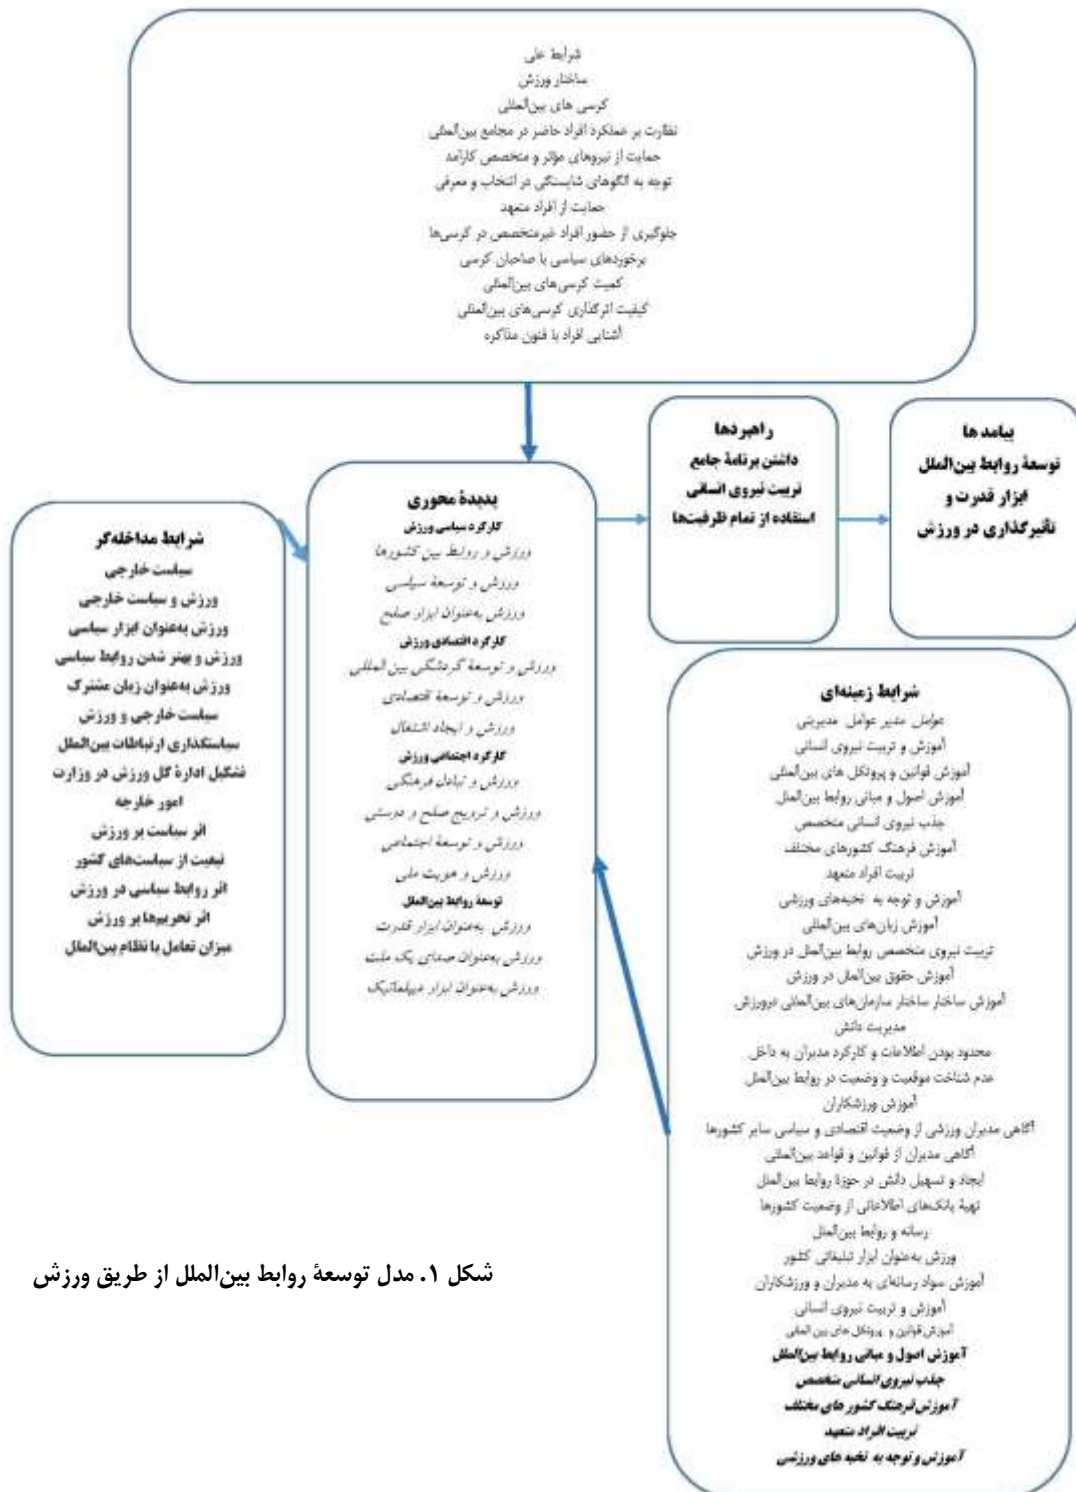 شرایط علی
ساختار ورزش
کرسی های بین‌المللی
نظارت بر عملکرد افراد حاضر در مجامع بین‌المللی
حمایت از نیروهای مؤثر و متخصص کارآمد
توجه به الگوهای شایستگی در انتخاب و معرفی
حمایت از افراد متعهد
جلوگیری از حضور افراد غیرمتخصص در کرسی‌ها
برخوردهای سیاسی با صاحبان کرسی
کمیت کرسی‌های بین‌المللی
کیفیت اثرگذاری کرسی‌های بین‌المللی
آشنایی افراد با فنون مذاکره
پیامد ها
توسعۀ روابط بین‌الملل
ابزار قدرت و
تأثیرگذاری در ورزش
راهبردها
داشتن برنامۀ جامع
تربیت نیروی انسانی
استفاده از تمام ظرفیت‌ها
پدیدۀ محوری
کارکرد سیاسی ورزش
ورزش و روابط بین کشورها
ورزش و توسعۀ سیاسی
ورزش به‌عنوان ابزار صلح
کارکرد اقتصادی ورزش
ورزش و توسعۀ گردشگی بین المللی
ورزش و توسعۀ اقتصادی
ورزش و ایجاد اشتغال
کارکرد اجتماعی ورزش
ورزش و تبادل فرهنگی
ورزش و ترویج صلح و دوستی
ورزش و توسعۀ اجتماعی
ورزش و هویت ملی
توسعۀ روابط بین‌الملل
ورزش به‌عنوان ابزار قدرت
ورزش به‌عنوان صدای یک ملت
ورزش به‌عنوان ابزار دیپلماتیک
شرایط مداخله‌گر
سیاست خارجی
ورزش و سیاست خارجی
ورزش به‌عنوان ابزار سیاسی
ورزش و بهتر شدن روابط سیاسی
ورزش به‌عنوان زبان مشترک
سیاست خارجی و ورزش
سیاستگذاری ارتباطات بین‌الملل
تشکیل ادارۀ کل ورزش در وزارت
امور خارجه
اثر سیاست بر ورزش
تبعیت از سیاست‌های کشور
اثر روابط سیاسی در ورزش
اثر تحریم‌ها بر ورزش
میزان تعامل با نظام بین‌الملل
شرایط زمینه‌ای
عوامل مدیر عوامل مدیریتی
آموزش و تربیت نیروی انسانی
آموزش قوانین و پروتکل های بین‌المللی
آموزش اصول و مبانی روابط بین‌الملل
جذب نیروی انسانی متخصص
آموزش فرهنگ کشورهای مختلف
تربیت افراد متعهد
آموزش و توجه به نخبه‌های ورزشی
آموزش زبان‌های بین‌المللی
تربیت نیروی متخصص روابط بین‌الملل در ورزش
آموزش حقوق بین‌الملل در ورزش
آموزش ساختار ساختار سازمان‌های بین‌المللی درورزش
مدیریت دانش
محدود بودن اطلاعات و کارکرد مدیران به داخل
عدم شناخت موقعیت و وضعیت در روابط بین‌الملل
آموزش ورزشکاران
آگاهی مدیران ورزشی از وضعیت اقتصادی و سیاسی سایر کشورها
آگاهی مدیران از قوانین و قواعد بین‌المللی
ایجاد و تسهیل دانش در حوزۀ روابط بین‌الملل
تهیۀ بانک‌های اطلاعاتی از وضعیت کشورها
رسانه و روابط بین‌الملل
ورزش به‌عنوان ابزار تبلیغاتی کشور
آموزش سواد رسانه‌ای به مدیران و ورزشکاران
آموزش و تربیت نیروی انسانی
آموزش قوانین و پروتکل های بین المللی
آموزش اصول و مبانی روابط بین‌الملل
جذب نیروی انسانی متخصص
آموزش فرهنگ کشور های مختلف
تربیت افراد متعهد
آموزش و توجه به نخبه های ورزشی
شکل ۱. مدل توسعۀ روابط بین‌الملل از طریق ورزش